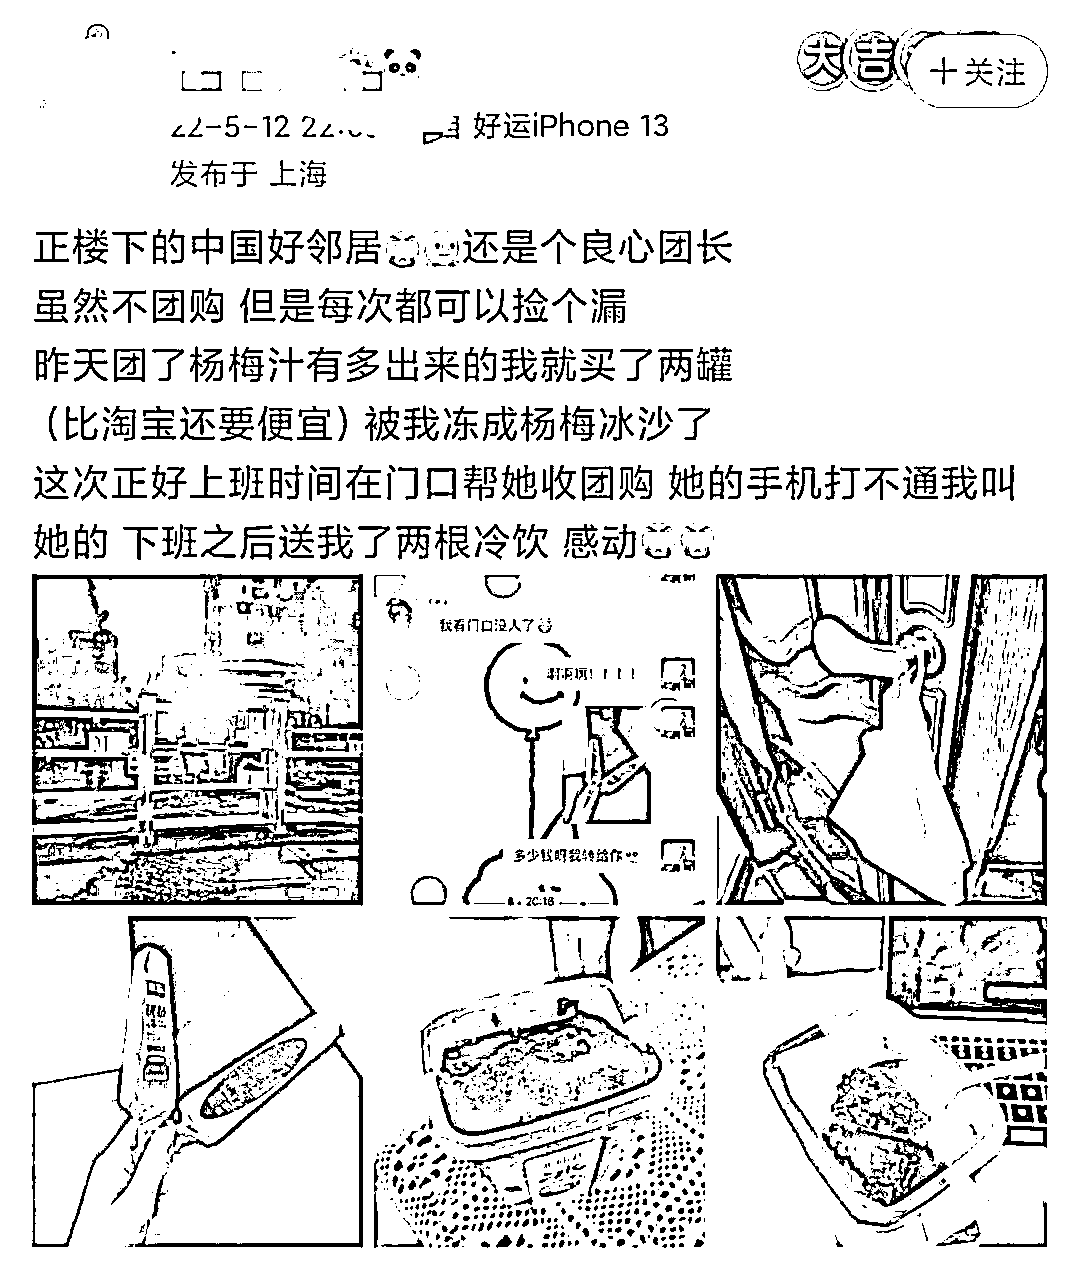 大吉
+关注
22-5-12 22:0
好运iPhone 13
发布于 上海
正楼下的中国好邻居还是个良心团长
虽然不团购 但是每次都可以捡个漏
昨天团了杨梅汁有多出来的我就买了两罐
(比淘宝还要便宜) 被我冻成杨梅冰沙了
这次正好上班时间在门口帮她收团购 她的手机打不通我叫
她的 下班之后送我了两根冷饮 感动
我看门口没人了
多少钱啊我转给你
20:16